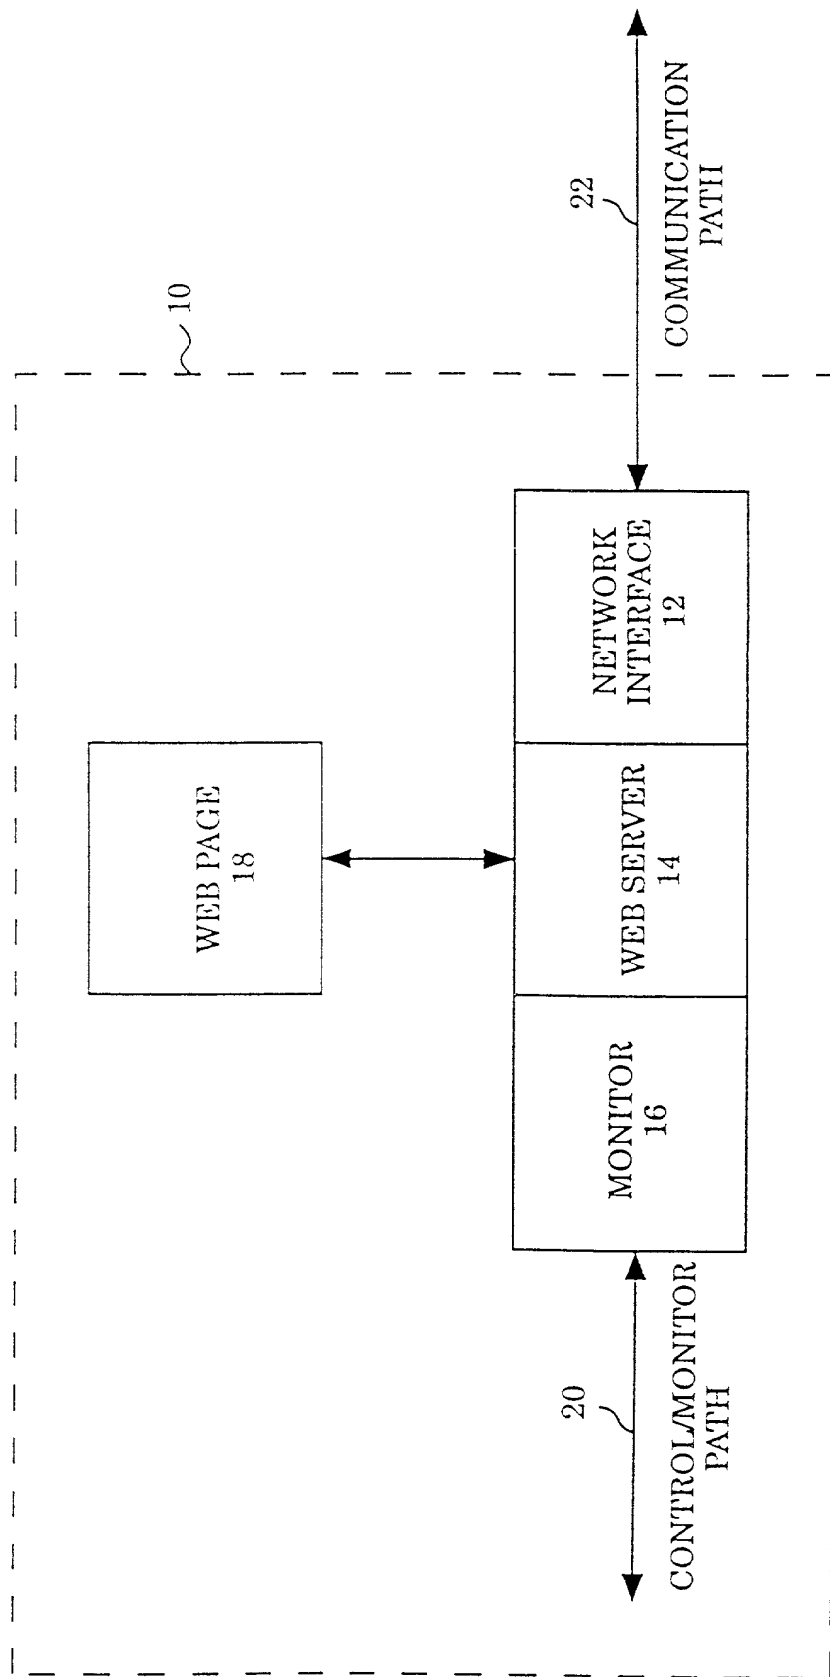 10
WEB PAGE
18
20
CONTROL/MONITOR
PATH
MONITOR
16
WEB SERVER
14
NETWORK
INTERFACE
12
22
COMMUNICATION
PATH